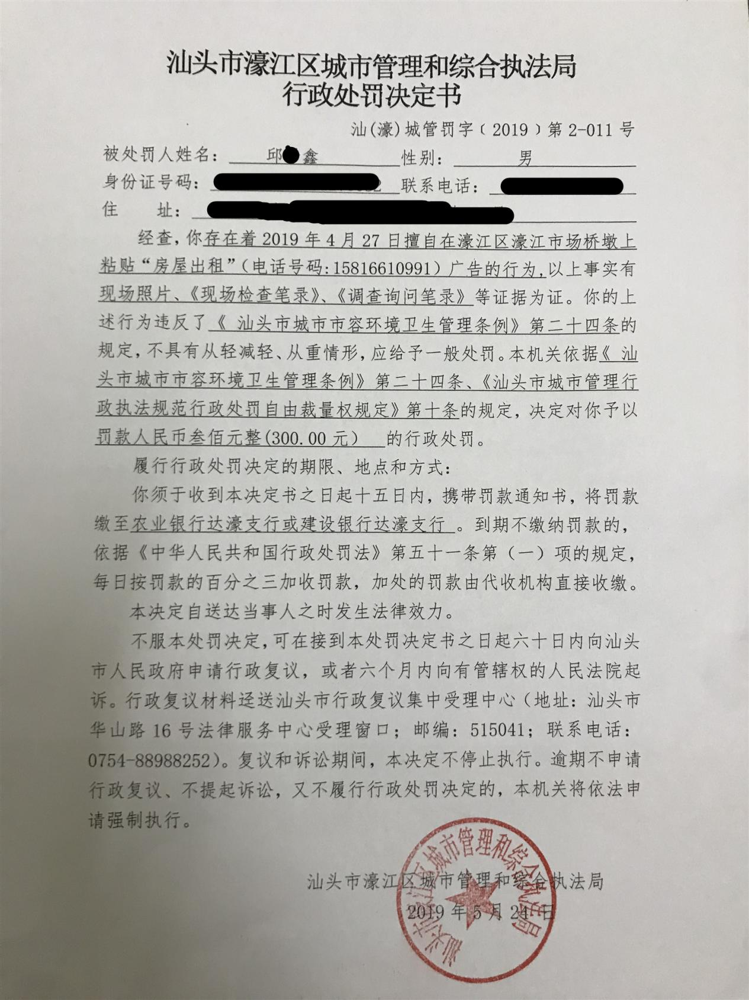 汕头市濠江区城市管理和综合执法局
行政处罚决定书
汕(濠)城管罚字﹝2019﹞第2-011号
被处罚人姓名：邱 鑫 性别：男
身份证号码： 联系电话：
住 址：
经查，你存在着2019年4月27日擅自在濠江区濠江市场桥墩上
粘贴“房屋出租”(电话号码:15816610991）广告的行为,以上事实有
现场照片、《现场检查笔录》、《调查询问笔录》等证据为证。你的上
述行为违反了《 汕头市城市市容环境卫生管理条例》第二十四条的
规定，不具有从轻减轻、从重情形，应给予一般处罚。本机关依据《 汕
头市城市市容环境卫生管理条例》第二十四条、《汕头市城市管理行
政执法规范行政处罚自由裁量权规定》第十条的规定，决定对你予以
罚款人民币叁佰元整(300.00元） 的行政处罚。
履行行政处罚决定的期限、地点和方式：
你须于收到本决定书之日起十五日内，携带罚款通知书，将罚款
缴至农业银行达濠支行或建设银行达濠支行 。到期不缴纳罚款的，
依据《中华人民共和国行政处罚法》第五十一条第（一）项的规定，
每日按罚款的百分之三加收罚款，加处的罚款由代收机构直接收缴。
本决定自送达当事人之时发生法律效力。
不服本处罚决定，可在接到本处罚决定书之日起六十日内向汕头
市人民政府申请行政复议，或者六个月内向有管辖权的人民法院起
诉。行政复议材料迳送汕头市行政复议集中受理中心（地址：汕头市
华山路16号法律服务中心受理窗口；邮编：515041；联系电话：
0754-88988252)。复议和诉讼期间，本决定不停止执行。逾期不申请
行政复议、不提起诉讼，又不履行行政处罚决定的，本机关将依法申
请强制执行。
汕头市濠江区城市管理和综合执法局
2019年5月24日
汕头市濠江区城市管理和综合执法局